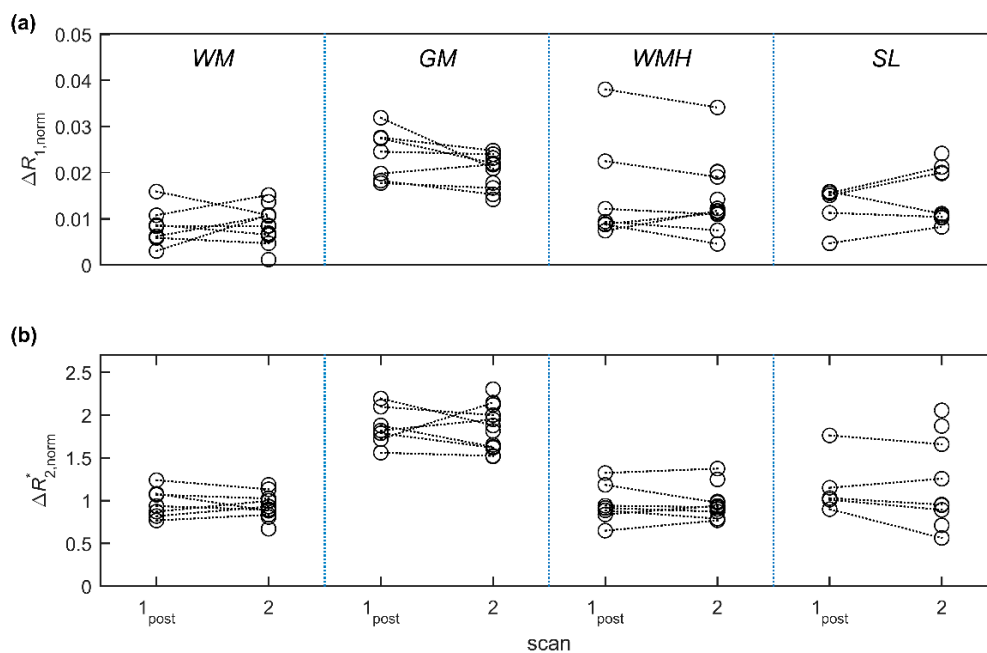 (a)
WM GM WMH SL
0.05
0.04
0.03
0.02
0.01
0
ΔR1,norm
(b)
2.5
2
1.5
1
0.5
0
ΔR*2,norm
1post 2 1post 2 1post 2 1post 2
scan